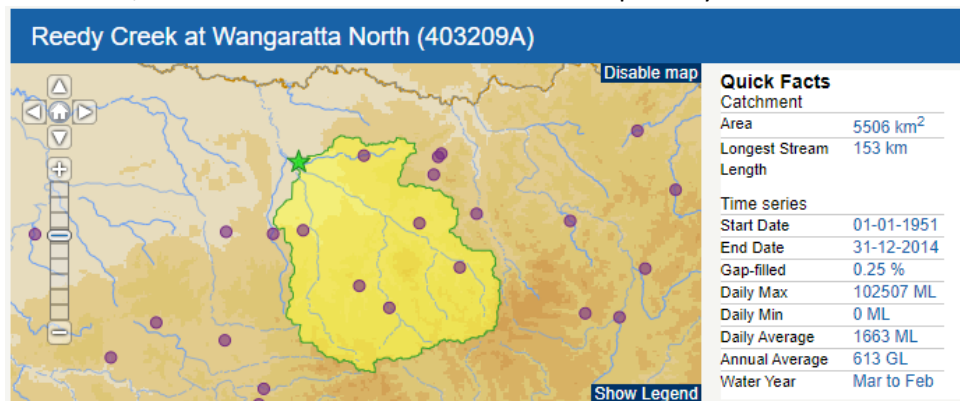 Reedy Creek at Wangaratta North (403209A)
Disable map
Show Legend
Quick Facts
Catchment
Area 5506 km²
Longest Stream 153 km
Length
Time series
Start Date 01-01-1951
End Date 31-12-2014
Gap-filled 0.25 %
Daily Max 102507 ML
Daily Min 0 ML
Daily Average 1663 ML
Annual Average 613 GL
Water Year Mar to Feb